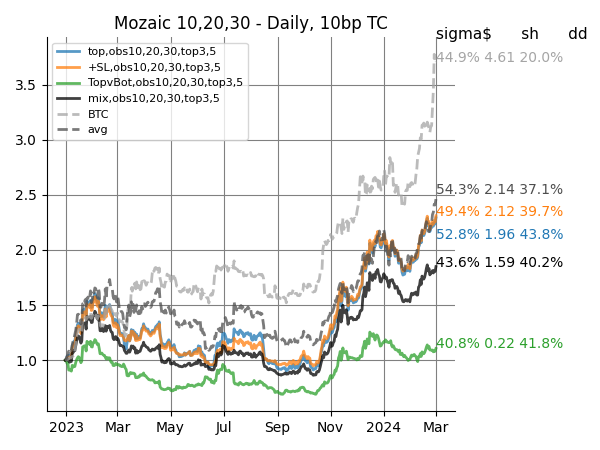 Mozaic 10,20,30 - Daily, 10bp TC
sigma$ sh dd
top,obs10,20,30,top3,5
+SL,obs10,20,30,top3,5
TopvBot,obs10,20,30,top3,5
mix,obs10,20,30,top3,5
BTC
avg
44.9% 4.61 20.0%
54.3% 2.14 37.1%
49.4% 2.12 39.7%
52.8% 1.96 43.8%
43.6% 1.59 40.2%
40.8% 0.22 41.8%
3.5
3.0
2.5
2.0
1.5
1.0
2023 Mar May Jul Sep Nov 2024 Mar